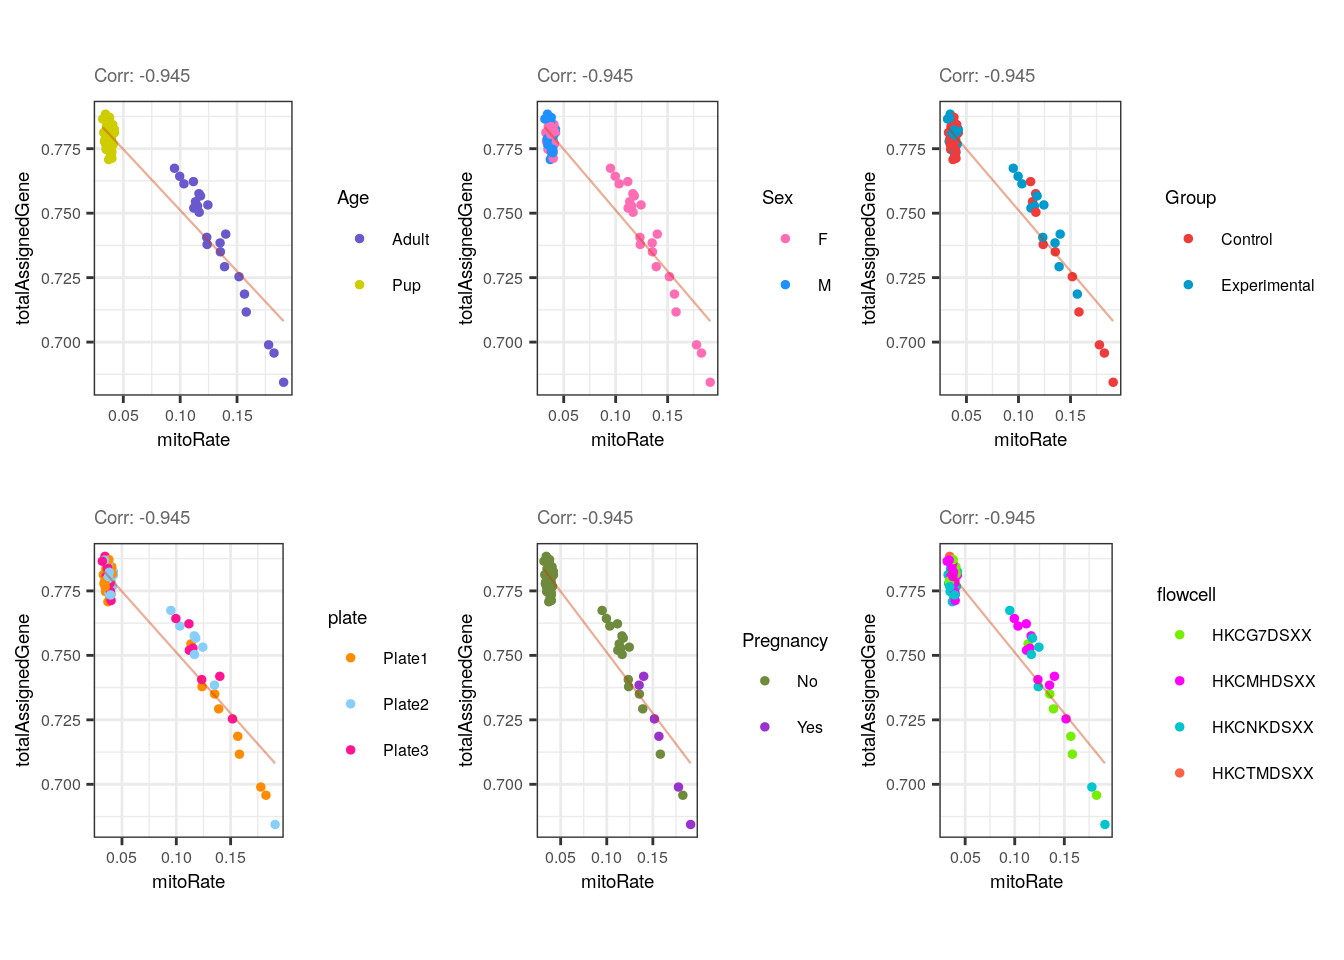 Corr: -0.945
totalAssignedGene
0.775
0.750
0.725
0.700
0.05 0.10 0.15
mitoRate
Age
Adult
Pup
Corr: -0.945
totalAssignedGene
0.775
0.750
0.725
0.700
0.05 0.10 0.15
mitoRate
Sex
F
M
Corr: -0.945
totalAssignedGene
0.775
0.750
0.725
0.700
0.05 0.10 0.15
mitoRate
Group
Control
Experimental
Corr: -0.945
totalAssignedGene
0.775
0.750
0.725
0.700
0.05 0.10 0.15
mitoRate
plate
Plate1
Plate2
Plate3
Corr: -0.945
totalAssignedGene
0.775
0.750
0.725
0.700
0.05 0.10 0.15
mitoRate
Pregnancy
No
Yes
Corr: -0.945
totalAssignedGene
0.775
0.750
0.725
0.700
0.05 0.10 0.15
mitoRate
flowcell
HKCG7DSXX
HKCMHDSXX
HKCNKDSXX
HKCTMDSXX